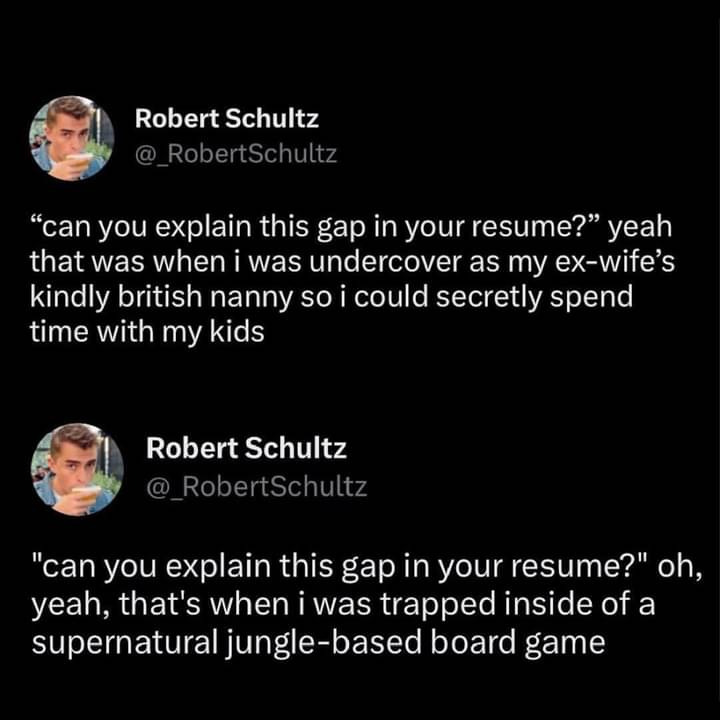 Robert Schultz
@_RobertSchultz
“can you explain this gap in your resume?” yeah
that was when i was undercover as my ex-wife’s
kindly british nanny so i could secretly spend
time with my kids
Robert Schultz
@_RobertSchultz
"can you explain this gap in your resume?" oh,
yeah, that's when i was trapped inside of a
supernatural jungle-based board game